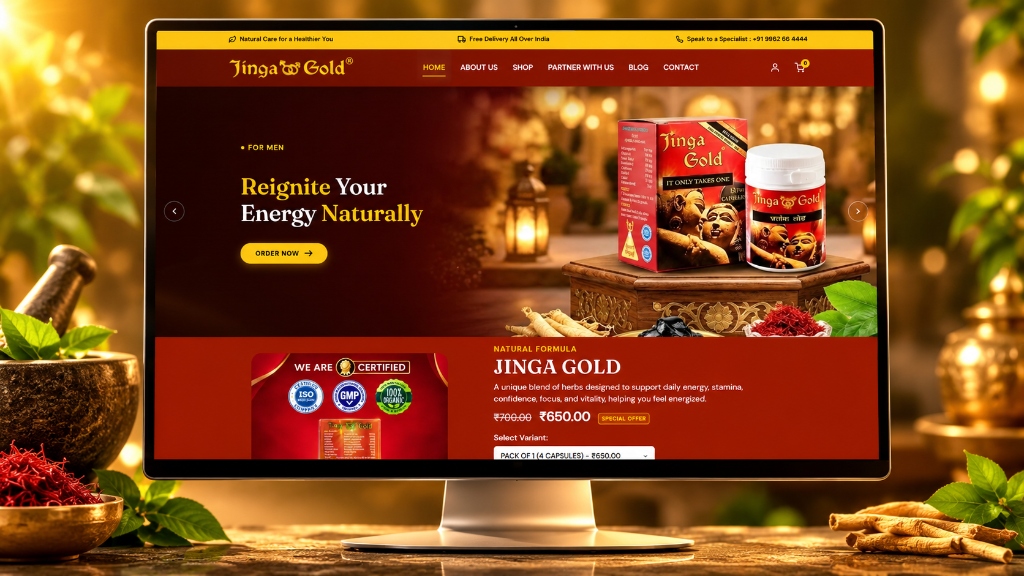 Natural Care for a Healthier You
Free Delivery All Over India
Speak to a Specialist : +91 9962 66 4444
Jinga Gold®
HOME
ABOUT US
SHOP
PARTNER WITH US
BLOG
CONTACT
0
• FOR MEN
Reignite Your
Energy Naturally
ORDER NOW →
Jinga
Gold
IT ONLY TAKES ONE
Jinga Gold
WE ARE CERTIFIED
ISO
GMP
100%
ORGANIC
NATURAL FORMULA
JINGA GOLD
A unique blend of herbs designed to support daily energy, stamina,
confidence, focus, and vitality, helping you feel energized.
₹700.00 ₹650.00 SPECIAL OFFER
Select Variant:
PACK OF 1 (4 CAPSULES) - ₹650.00